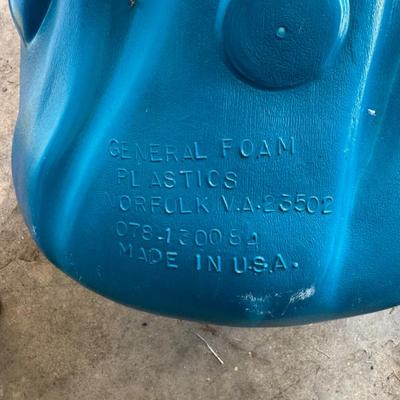 GENERAL FOAM
PLASTICS
NORFOLK V.A. 23502
078-130084
MADE IN U.S.A.